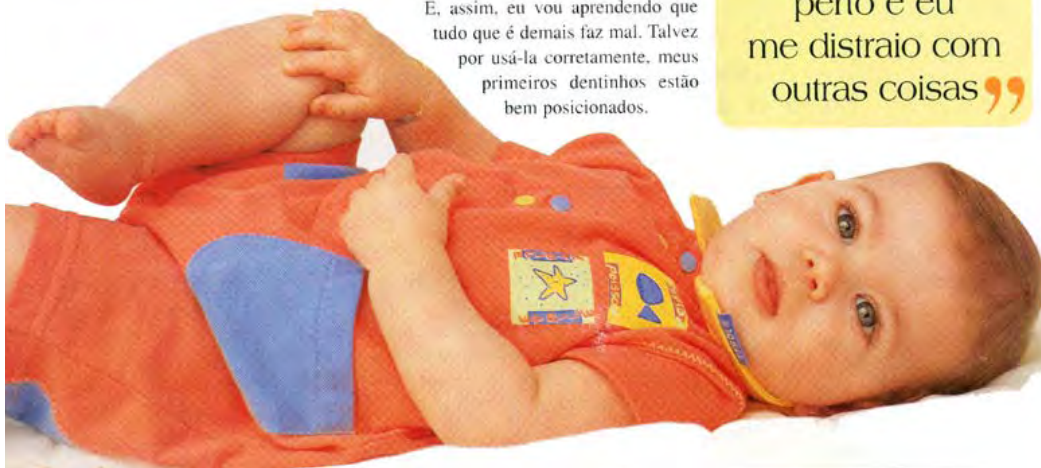 E, assim, eu vou aprendendo que
tudo que é demais faz mal. Talvez
por usá-la corretamente, meus
primeiros dentinhos estão
bem posicionados.
perto e eu
me distraio com
outras coisas”